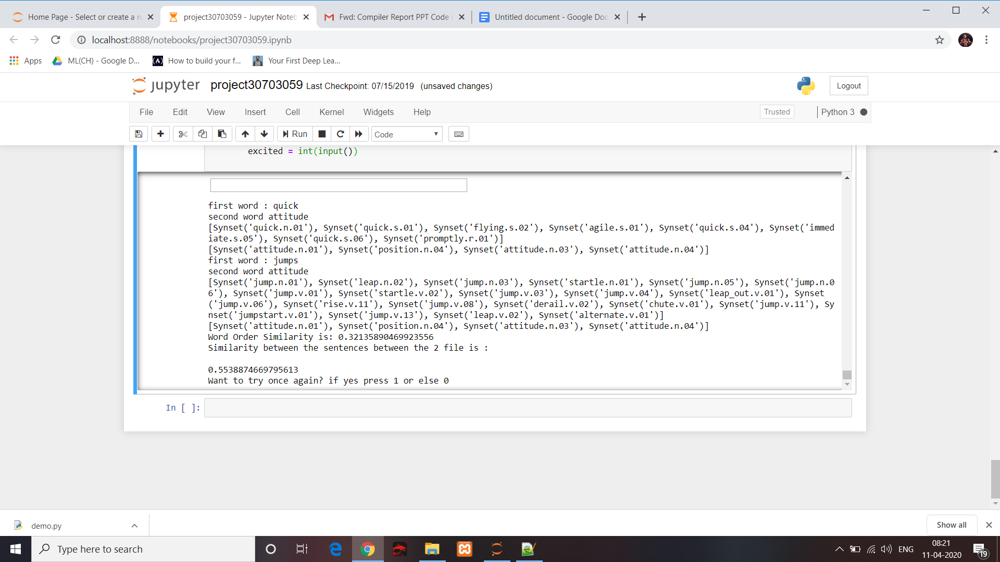 Home Page - Select or create a n
project30703059 - Jupyter Noteb
Fwd: Compiler Report PPT Code (
Untitled document - Google Doc
localhost:8888/notebooks/project30703059.ipynb
Apps
ML(CH) - Google D...
(A)
How to build your f...
Your First Deep Lea...
jupyter
project30703059 Last Checkpoint: 07/15/2019 (unsaved changes)
Logout
File Edit View Insert Cell Kernel Widgets Help
Trusted
Python 3
Run
Code
excited = int(input())
first word : quick
second word attitude
[Synset('quick.n.01'), Synset('quick.s.01'), Synset('flying.s.02'), Synset('agile.s.01'), Synset('quick.s.04'), Synset('immed
iate.s.05'), Synset('quick.s.06'), Synset('promptly.r.01')]
[Synset('attitude.n.01'), Synset('position.n.04'), Synset('attitude.n.03'), Synset('attitude.n.04')]
first word : jumps
second word attitude
[Synset('jump.n.01'), Synset('leap.n.02'), Synset('jump.n.03'), Synset('startle.n.01'), Synset('jump.n.05'), Synset('jump.n.0
6'), Synset('jump.v.01'), Synset('startle.v.02'), Synset('jump.v.03'), Synset('jump.v.04'), Synset('leap_out.v.01'), Synset
('jump.v.06'), Synset('rise.v.11'), Synset('jump.v.08'), Synset('derail.v.02'), Synset('chute.v.01'), Synset('jump.v.11'), Sy
nset('jumpstart.v.01'), Synset('jump.v.13'), Synset('leap.v.02'), Synset('alternate.v.01')]
[Synset('attitude.n.01'), Synset('position.n.04'), Synset('attitude.n.03'), Synset('attitude.n.04')]
Word Order Similarity is: 0.32135890469923556
Similarity between the sentences between the 2 file is :
0.5538874669795613
Want to try once again? if yes press 1 or else 0
In [ ]:
demo.py
Show all
Type here to search
ENG
08:21
11-04-2020
19